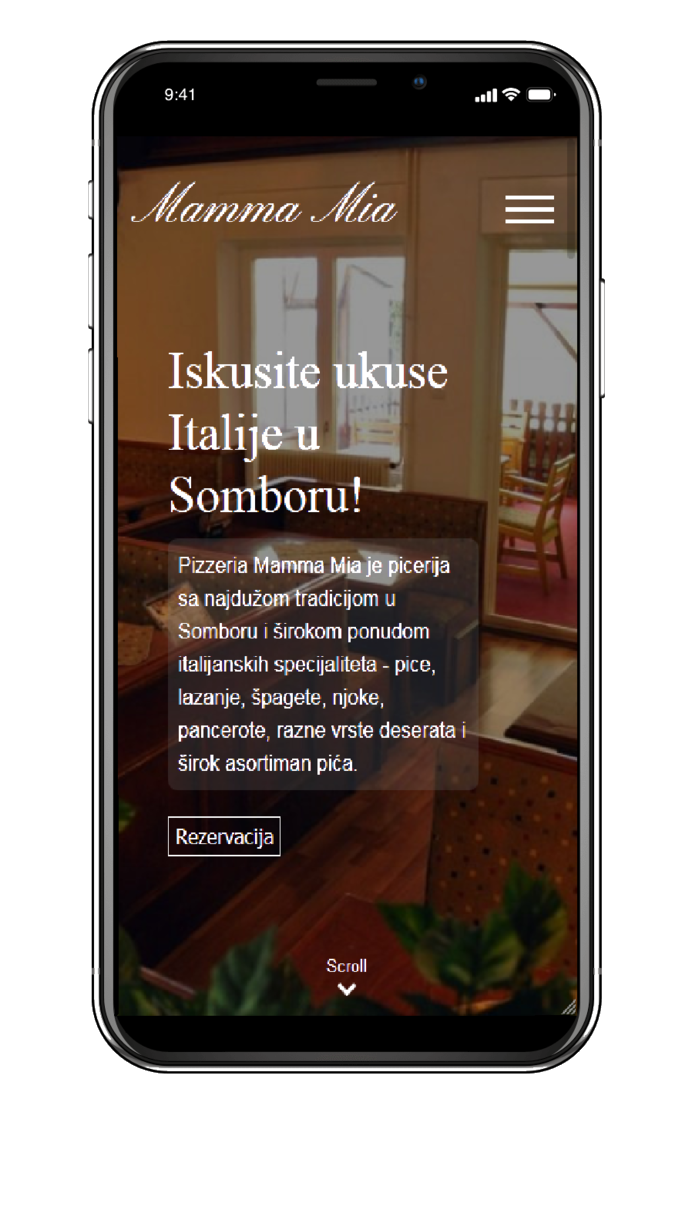 9:41
Mamma Mia
Iskusite ukuse
Italije u
Somboru!
Pizzeria Mamma Mia je picerija
sa najdužom tradicijom u
Somboru i širokom ponudom
italijanskih specijaliteta - pice,
lazanje, špagete, njoke,
pancerote, razne vrste deserata i
širok asortiman pića.
Rezervacija
Scroll